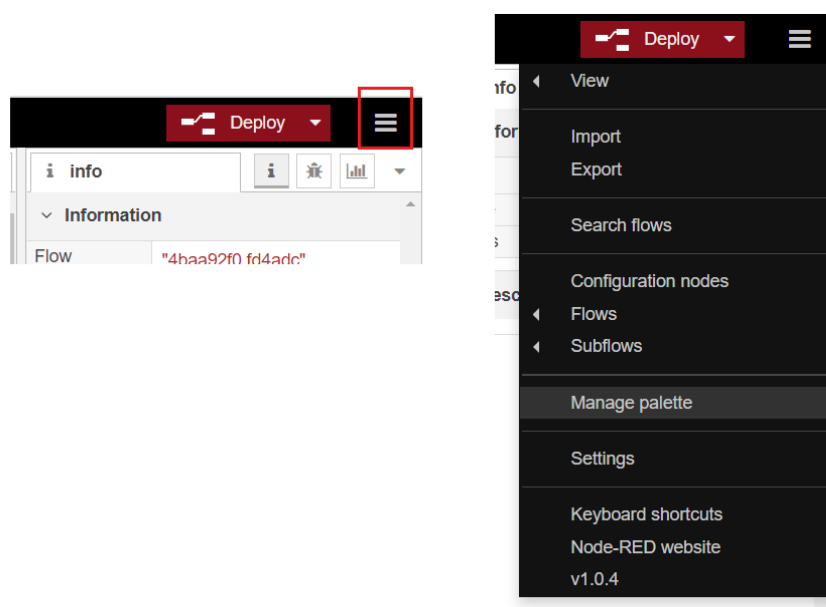 Deploy
info
Information
Flow
"4baa92f0.fd4adc"
Deploy
View
Import
Export
Search flows
Configuration nodes
Flows
Subflows
Manage palette
Settings
Keyboard shortcuts
Node-RED website
v1.0.4